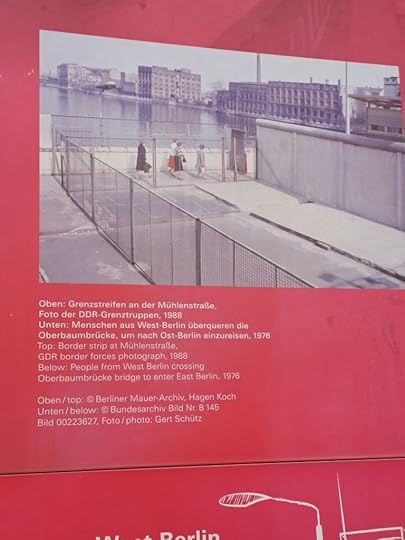 Oben: Grenzstreifen an der Mühlenstraße,
Foto der DDR-Grenztruppen, 1988
Unten: Menschen aus West-Berlin überqueren die
Oberbaumbrücke, um nach Ost-Berlin einzureisen, 1976
Top: Border strip at Mühlenstraße,
GDR border forces photograph, 1988
Below: People from West Berlin crossing
Oberbaumbrücke bridge to enter East Berlin, 1976
Oben / top: © Berliner Mauer-Archiv, Hagen Koch
Unten / below: © Bundesarchiv Bild Nr. B 145
Bild 00223627, Foto / photo: Gert Schütz
West Berlin